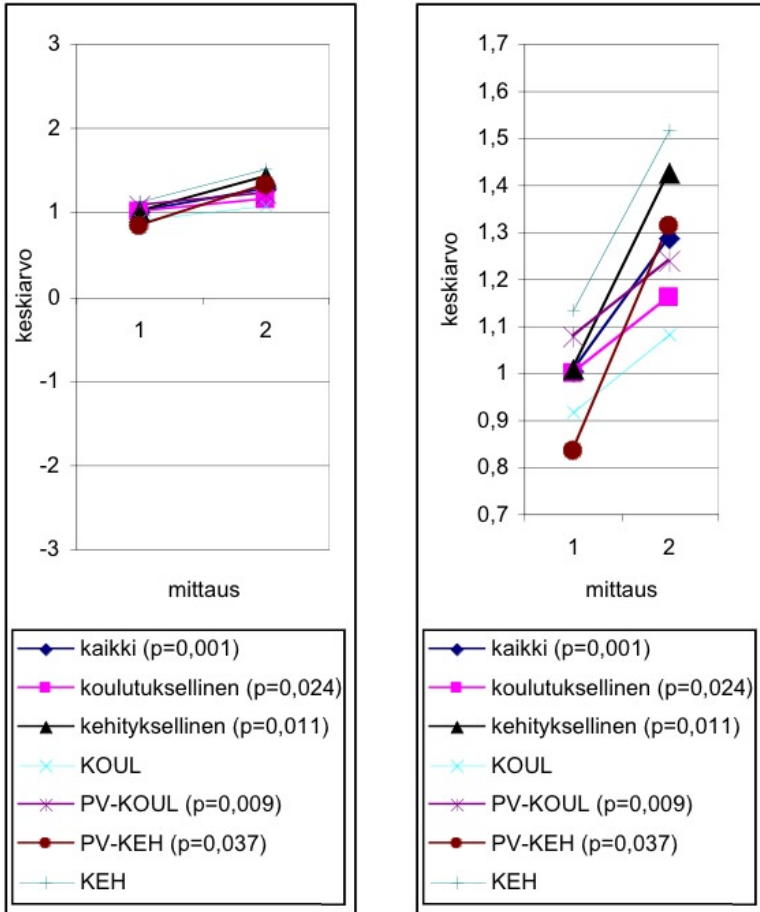 3
2
1
0
-1
-2
-3
keskiarvo
1
2
mittaus
kaikki (p=0,001)
koulutuksellinen (p=0,024)
kehityksellinen (p=0,011)
KOUL
PV-KOUL (p=0,009)
PV-KEH (p=0,037)
KEH
1,7
1,6
1,5
1,4
1,3
1,2
1,1
1
0,9
0,8
0,7
keskiarvo
1
2
mittaus
kaikki (p=0,001)
koulutuksellinen (p=0,024)
kehityksellinen (p=0,011)
KOUL
PV-KOUL (p=0,009)
PV-KEH (p=0,037)
KEH